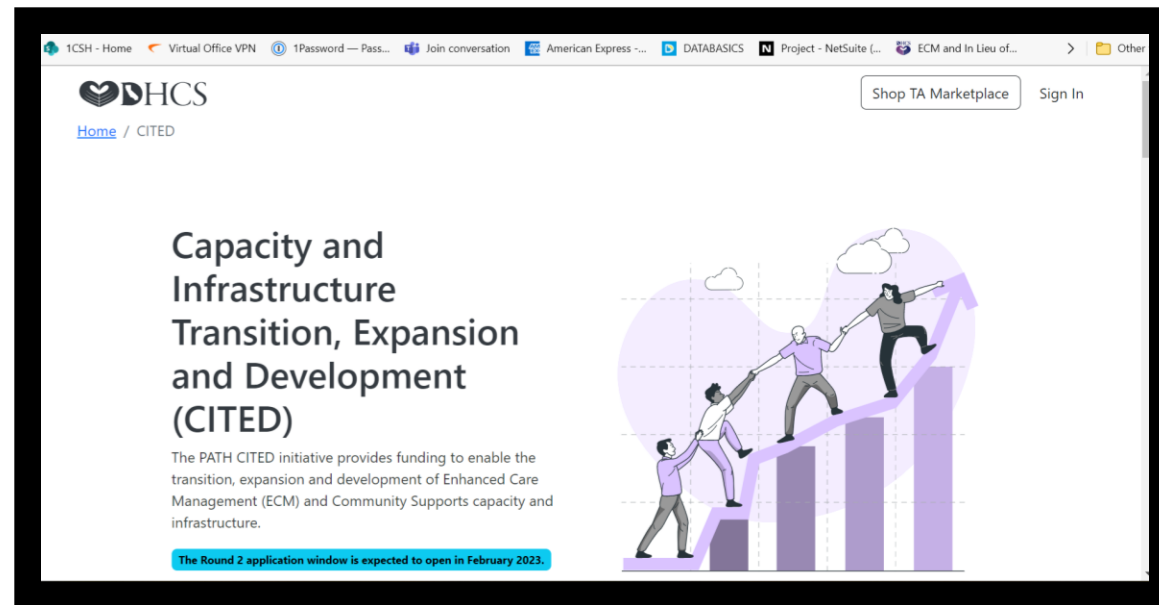 1CSH - Home Virtual Office VPN 1Password — Pass... Join conversation American Express -... DATABASICS Project - NetSuite (... ECM and In Lieu of... > Other
DHCS Shop TA Marketplace Sign In
Home / CITED
Capacity and
Infrastructure
Transition, Expansion
and Development
(CITED)
The PATH CITED initiative provides funding to enable the
transition, expansion and development of Enhanced Care
Management (ECM) and Community Supports capacity and
infrastructure.
The Round 2 application window is expected to open in February 2023.